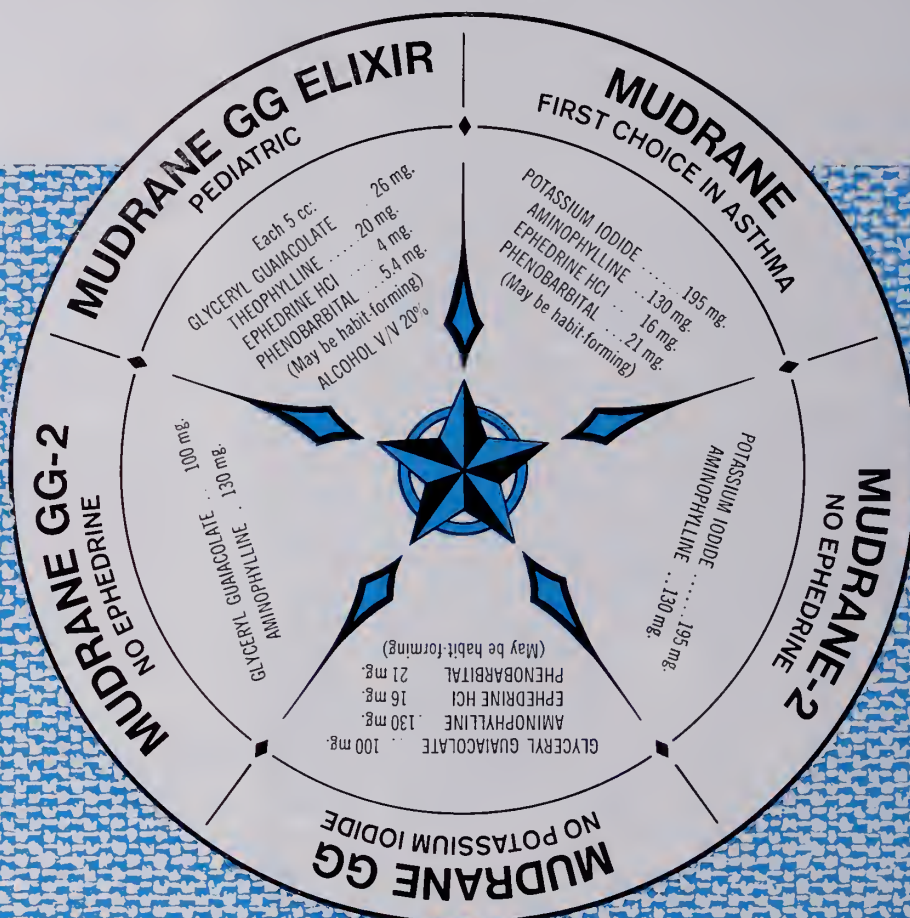 MUDRANE GG ELIXIR
PEDIATRIC
Each 5 cc:
GLYCERYL GUAIACOLATE . 26 mg.
THEOPHYLLINE .... 20 mg.
EPHEDRINE HCl .... 4 mg.
PHENOBARBITAL ... 5.4 mg.
(May be habit-forming)
ALCOHOL V/V 20%
MUDRANE
FIRST CHOICE IN ASTHMA
POTASSIUM IODIDE ...... 195 mg.
AMINOPHYLLINE .. 130 mg.
EPHEDRINE HCl .. 16 mg.
PHENOBARBITAL ... 21 mg.
(May be habit-forming)
MUDRANE-2
NO EPHEDRINE
POTASSIUM IODIDE ...... 195 mg.
AMINOPHYLLINE .. 130 mg.
MUDRANE GG
NO POTASSIUM IODIDE
GLYCERYL GUAIACOLATE ... 100 mg.
AMINOPHYLLINE . 130 mg.
EPHEDRINE HCl 16 mg.
PHENOBARBITAL 21 mg.
(May be habit-forming)
MUDRANE GG-2
NO EPHEDRINE
GLYCERYL GUAIACOLATE .. 100 mg.
AMINOPHYLLINE . 130 mg.